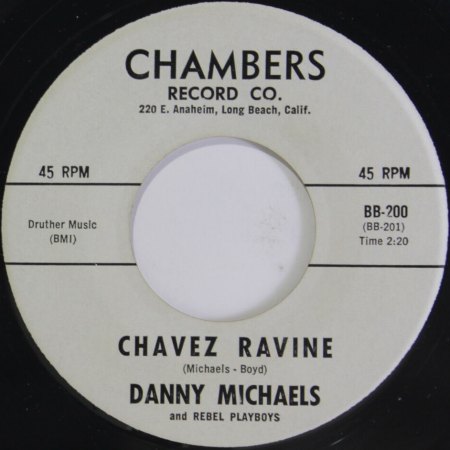 CHAMBERS
RECORD CO.
220 E. Anaheim, Long Beach, Calif.
45 RPM
45 RPM
Druther Music
(BMI)
BB-200
(BB-201)
Time 2:20
CHAVEZ RAVINE
(Michaels - Boyd)
DANNY MICHAELS
and REBEL PLAYBOYS